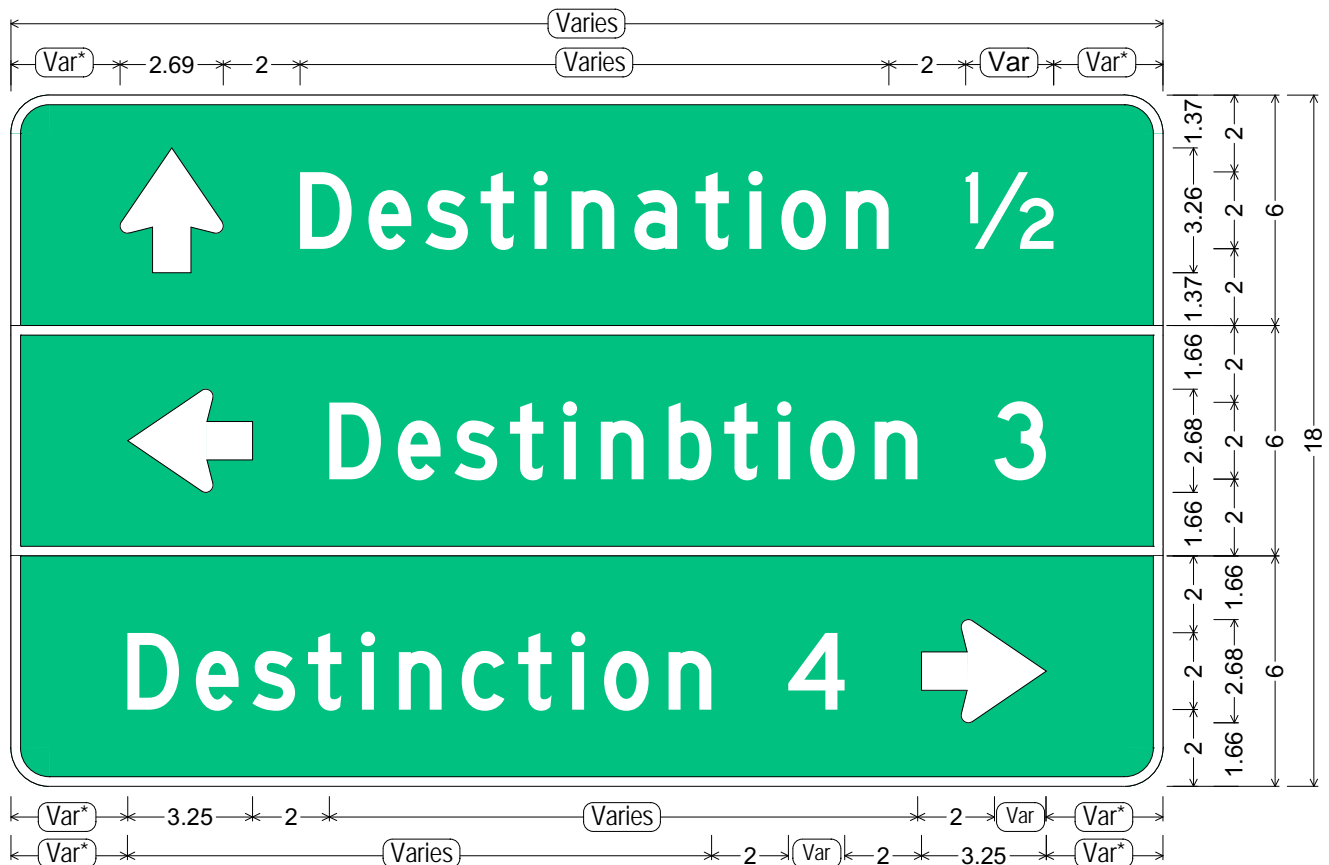 Varies
Var* 2.69 2 Varies 2 Var Var*
Destination ½
1.37 3.26 1.37
2 2 2
6
Destinbtion 3
1.66 2.68 1.66
2 2 2
6
18
Destinction 4
2 2 2
1.66 2.68 1.66
6
Var* 3.25 2 Varies 2 Var Var*
Var* Varies 2 Var 2 3.25 Var*